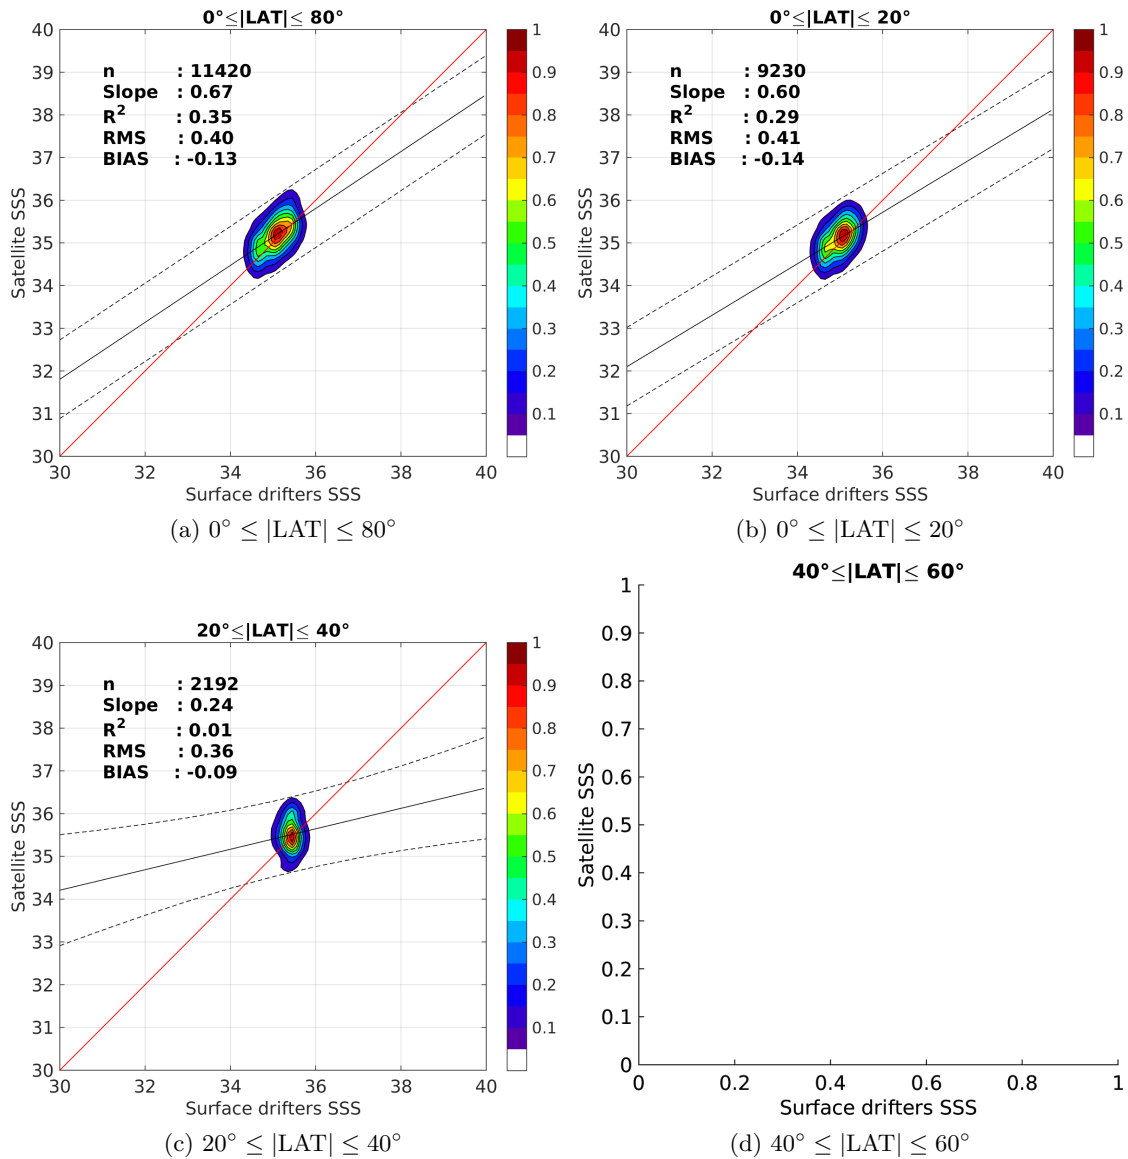 0°≤|LAT|≤ 80°
n : 11420
Slope : 0.67
R² : 0.35
RMS : 0.40
BIAS : -0.13
Satellite SSS
40
39
38
37
36
35
34
33
32
31
30
30 32 34 36 38 40
Surface drifters SSS
1
0.9
0.8
0.7
0.6
0.5
0.4
0.3
0.2
0.1
(a) 0° ≤ |LAT| ≤ 80°
0°≤|LAT|≤ 20°
n : 9230
Slope : 0.60
R² : 0.29
RMS : 0.41
BIAS : -0.14
Satellite SSS
40
39
38
37
36
35
34
33
32
31
30
30 32 34 36 38 40
Surface drifters SSS
1
0.9
0.8
0.7
0.6
0.5
0.4
0.3
0.2
0.1
(b) 0° ≤ |LAT| ≤ 20°
20°≤|LAT|≤ 40°
n : 2192
Slope : 0.24
R² : 0.01
RMS : 0.36
BIAS : -0.09
Satellite SSS
40
39
38
37
36
35
34
33
32
31
30
30 32 34 36 38 40
Surface drifters SSS
1
0.9
0.8
0.7
0.6
0.5
0.4
0.3
0.2
0.1
(c) 20° ≤ |LAT| ≤ 40°
40°≤|LAT|≤ 60°
Satellite SSS
1
0.9
0.8
0.7
0.6
0.5
0.4
0.3
0.2
0.1
0
0 0.2 0.4 0.6 0.8 1
Surface drifters SSS
(d) 40° ≤ |LAT| ≤ 60°